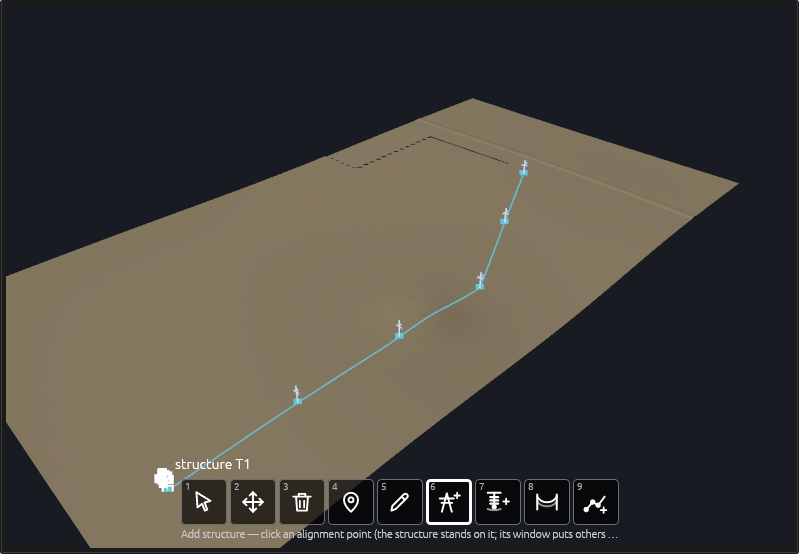 structure T1
1 2 3 4 5 6 7 8 9
Add structure — click an alignment point (the structure stands on it; its window puts others …